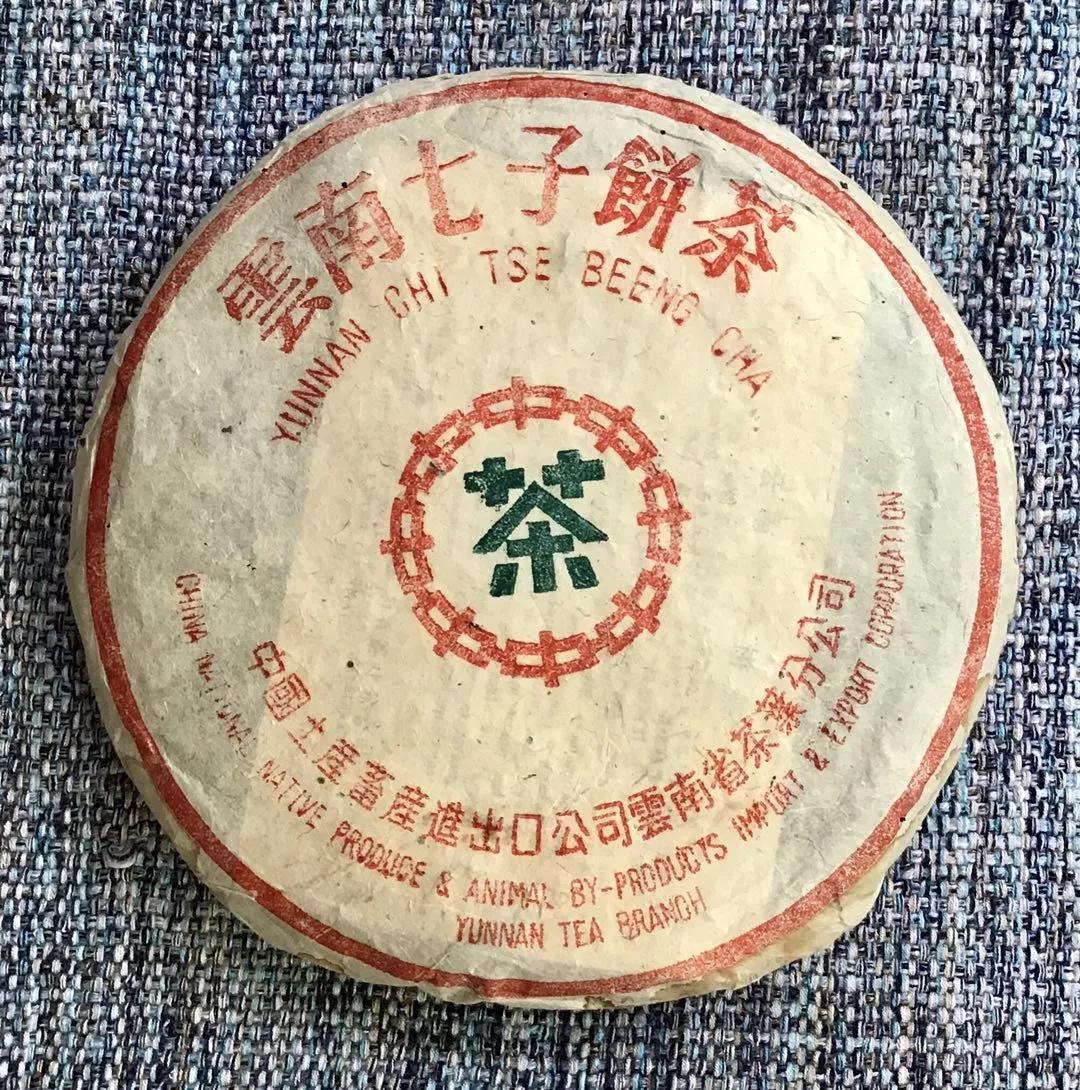 雲南七子餅茶
YUNNAN CHI TSE BEENG CHA
茶
中國土產畜產進出口公司雲南省茶葉分公司
CHINA NATIONAL NATIVE PRODUCE & ANIMAL BY-PRODUCTS IMPORT & EXPORT CORPORATION
YUNNAN TEA BRANCH